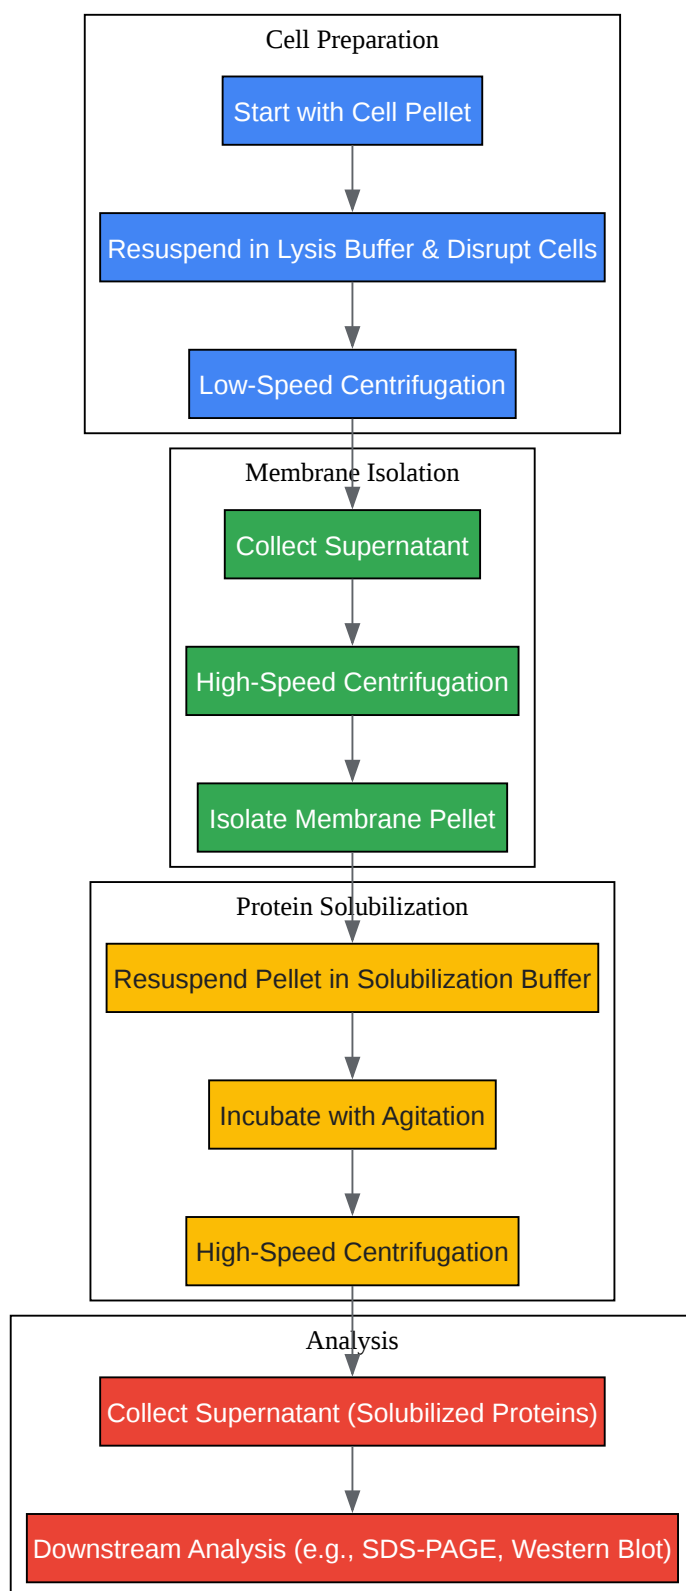 Cell Preparation
Start with Cell Pellet
Resuspend in Lysis Buffer & Disrupt Cells
Low-Speed Centrifugation
Membrane Isolation
Collect Supernatant
High-Speed Centrifugation
Isolate Membrane Pellet
Protein Solubilization
Resuspend Pellet in Solubilization Buffer
Incubate with Agitation
High-Speed Centrifugation
Analysis
Collect Supernatant (Solubilized Proteins)
Downstream Analysis (e.g., SDS-PAGE, Western Blot)